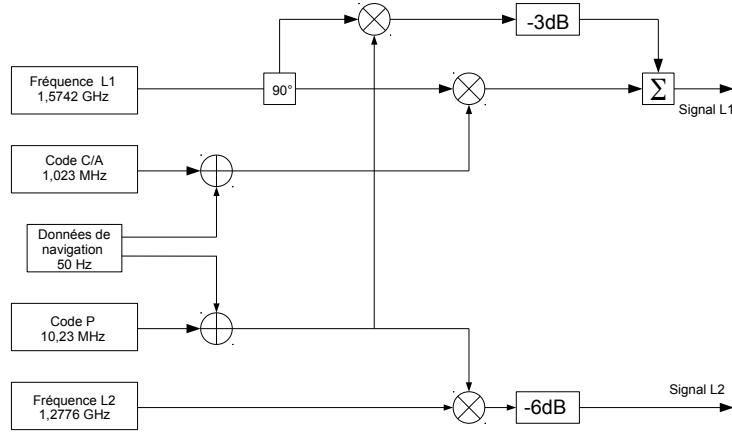 -3dB
Fréquence L1
1,5742 GHz
90°
Σ
Signal L1
Code C/A
1,023 MHz
Données de
navigation
50 Hz
Code P
10,23 MHz
Fréquence L2
1,2776 GHz
-6dB
Signal L2